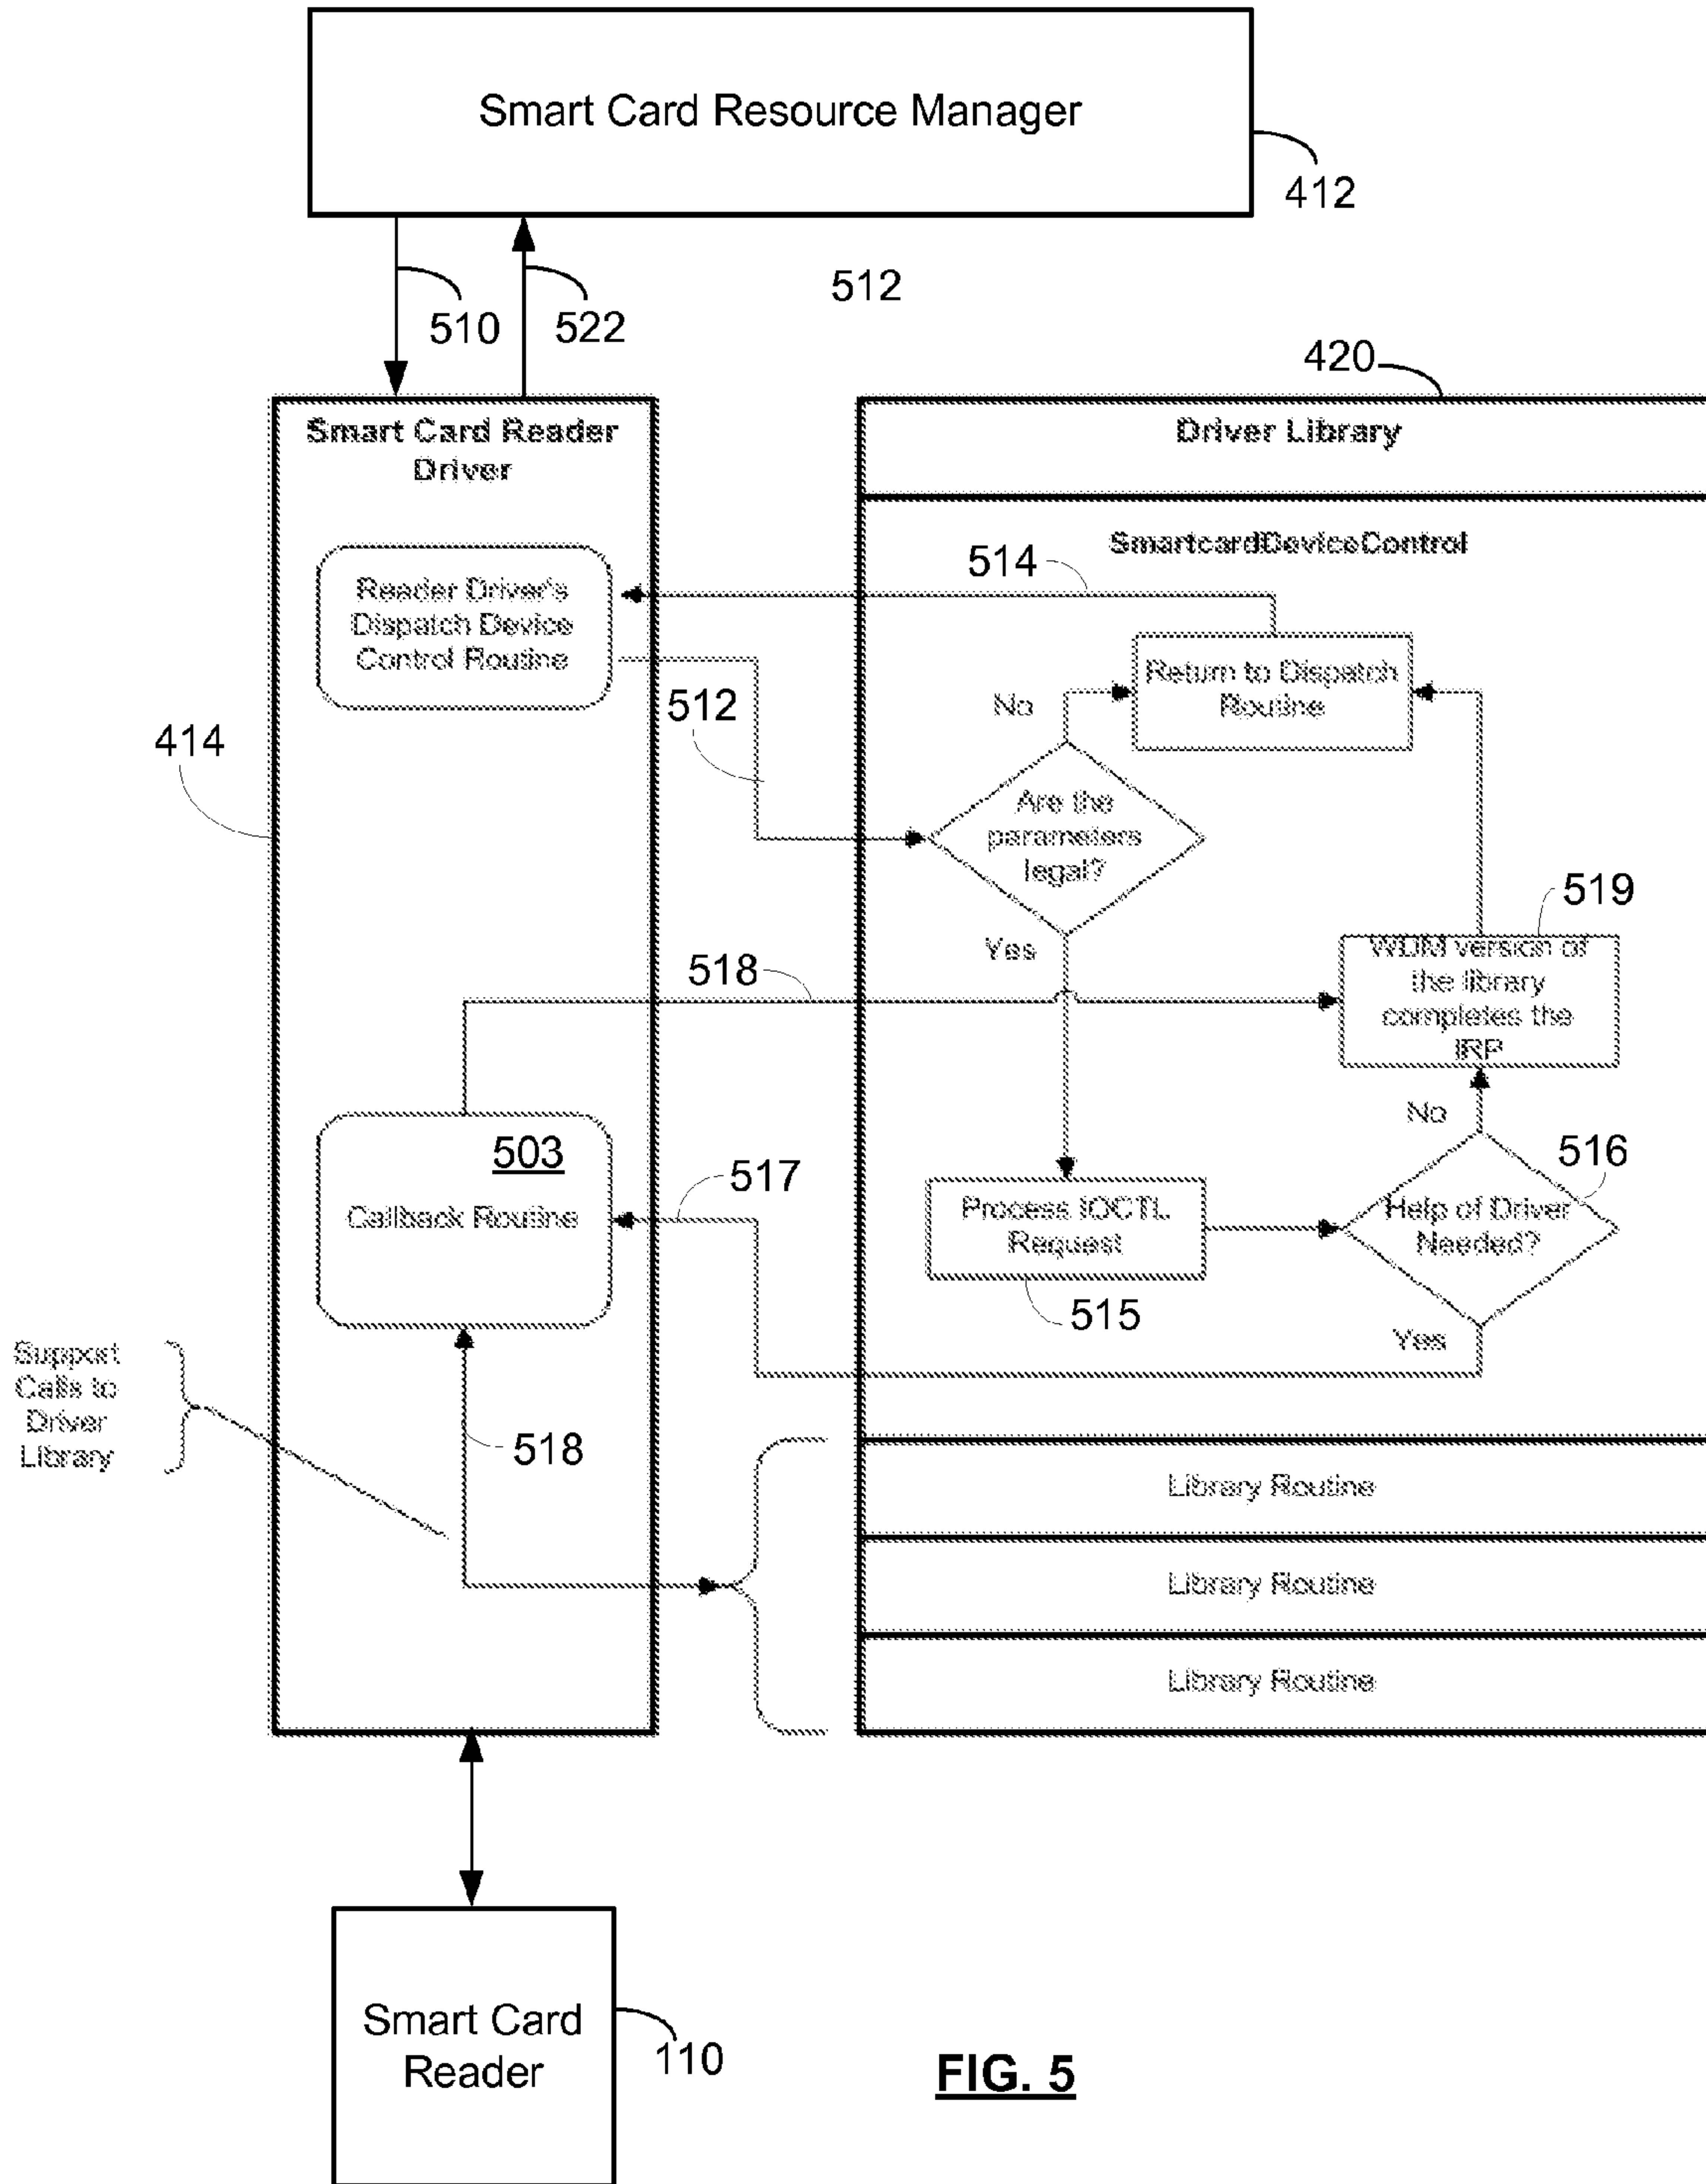 Smart Card Resource Manager
412
510
522
512
420
Smart Card Reader
Driver
Driver Library
SmartcardDeviceControl
514
Reader Driver's
Dispatch Device
Control Routine
Return to Dispatch
Routine
No
512
414
Are the
parameters
legal?
519
Yes
WDM version of
the library
completes the
IRP
518
No
503
Callback Routine
517
516
Process IOCTL
Request
Help of Driver
Needed?
515
Yes
Support
Calls to
Driver
Library
518
Library Routine
Library Routine
Library Routine
Smart Card
Reader
110
FIG. 5